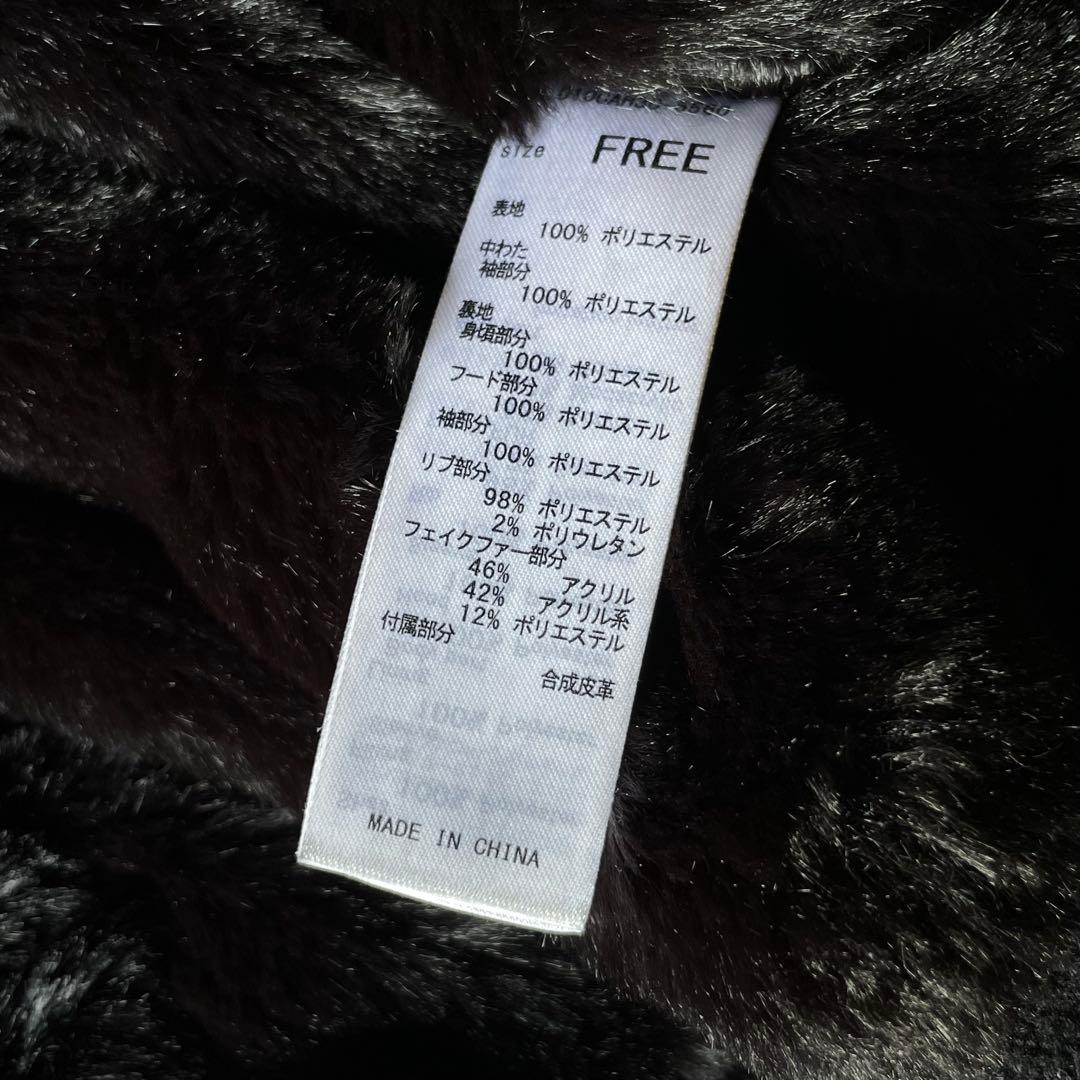 size FREE
表地
100% ポリエステル
中わた
袖部分
100% ポリエステル
裏地
身頃部分
100% ポリエステル
フード部分
100% ポリエステル
袖部分
100% ポリエステル
リブ部分
98% ポリエステル
2% ポリウレタン
フェイクファー部分
46% アクリル
42% アクリル系
12% ポリエステル
付属部分
合成皮革
MADE IN CHINA